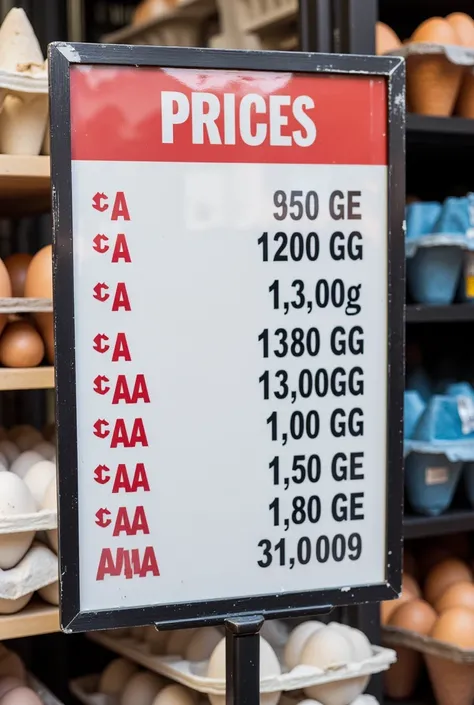 PRICES
¢A 950 GE
¢A 1200 GG
¢A 1,3,00g
¢A 1380 GG
¢AA 13,00GG
¢AA 1,00 GG
¢AA 1,50 GE
¢AA 1,80 GE
31,0009